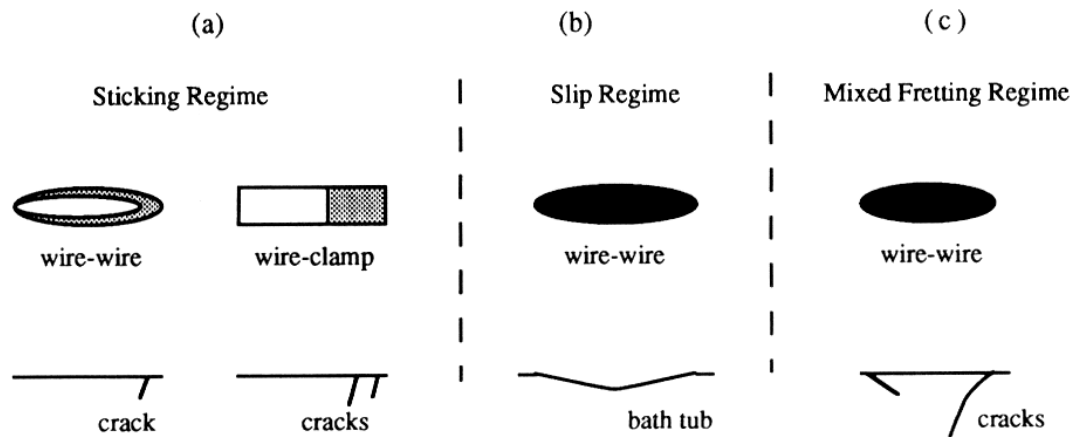 (a)
(b)
(c)
Sticking Regime
Slip Regime
Mixed Fretting Regime
wire-wire
wire-clamp
wire-wire
wire-wire
crack
cracks
bath tub
cracks